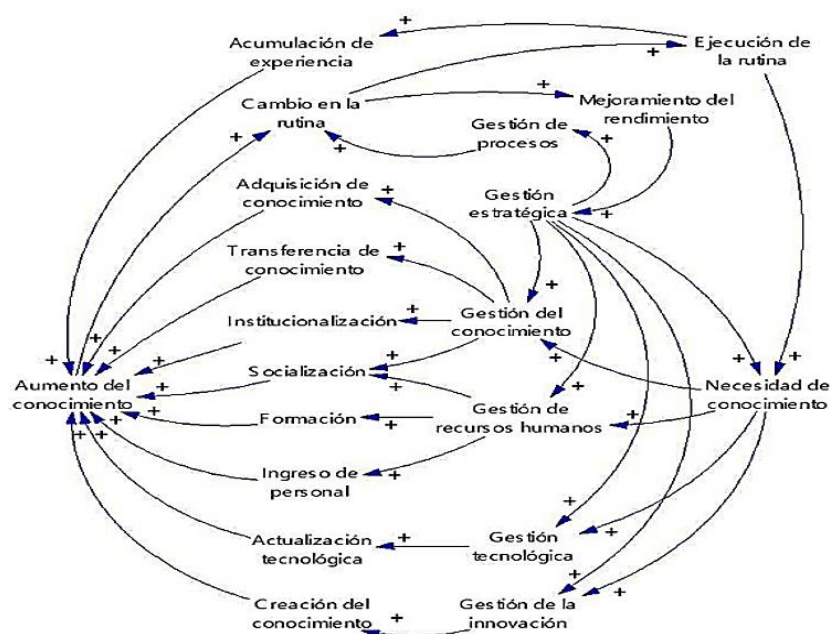 Acumulación de
experiencia
Ejecución de
la rutina
Cambio en la
rutina
Mejoramiento del
rendimiento
Gestión de
procesos
Adquisición de
conocimiento
Gestión
estratégica
Transferencia de
conocimiento
Institucionalización
Gestión del
conocimiento
Socialización
Aumento del
conocimiento
Necesidad de
conocimiento
Formación
Gestión de
recursos humanos
Ingreso de
personal
Actualización
tecnológica
Gestión
tecnológica
Creación del
conocimiento
Gestión de la
innovación